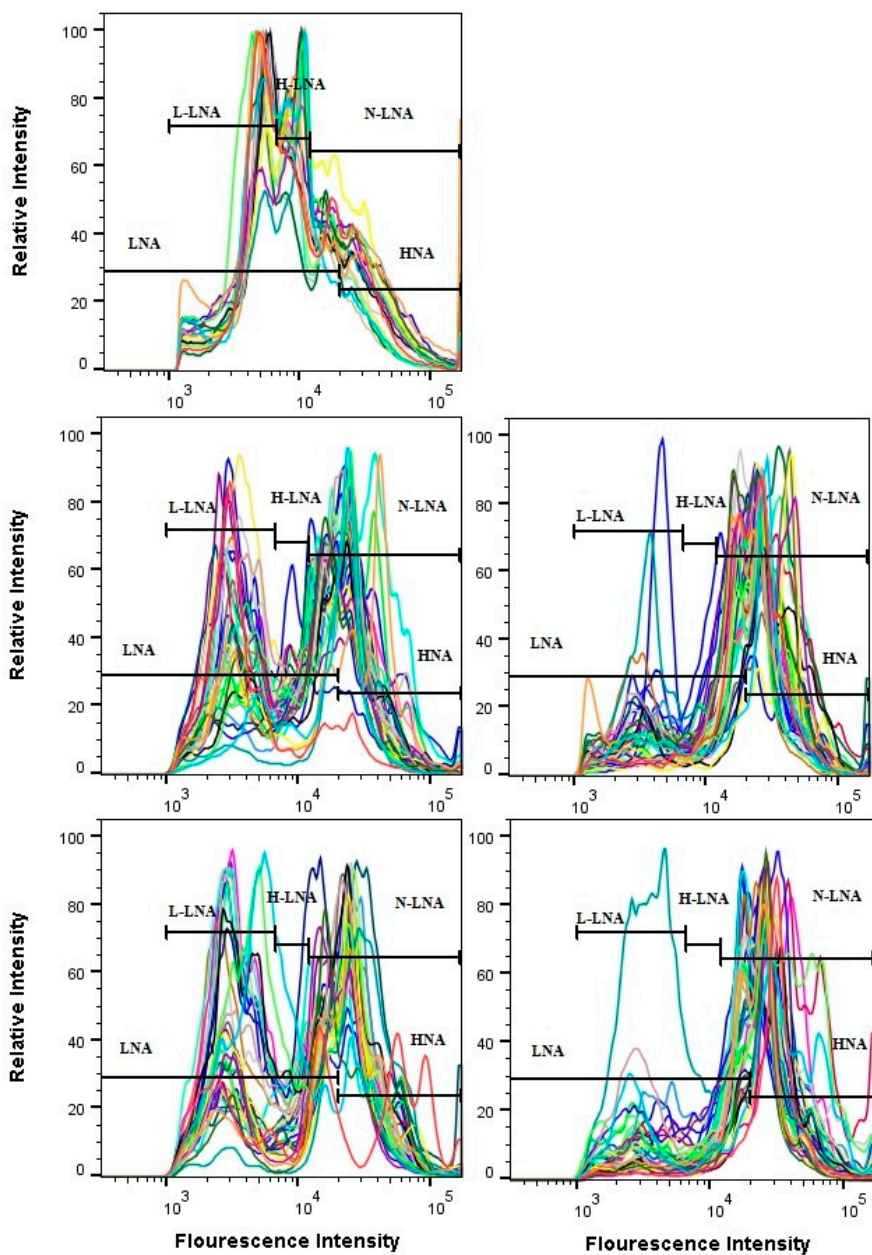 100
80
60
40
20
0
Relative Intensity
L-LNA
H-LNA
N-LNA
LNA
HNA
10³
10⁴
10⁵
100
80
60
40
20
0
Relative Intensity
L-LNA
H-LNA
N-LNA
LNA
HNA
10³
10⁴
10⁵
100
80
60
40
20
0
L-LNA
H-LNA
N-LNA
LNA
HNA
10³
10⁴
10⁵
100
80
60
40
20
0
Relative Intensity
L-LNA
H-LNA
N-LNA
LNA
HNA
10³
10⁴
10⁵
Flourescence Intensity
100
80
60
40
20
0
L-LNA
H-LNA
N-LNA
LNA
HNA
10³
10⁴
10⁵
Flourescence Intensity